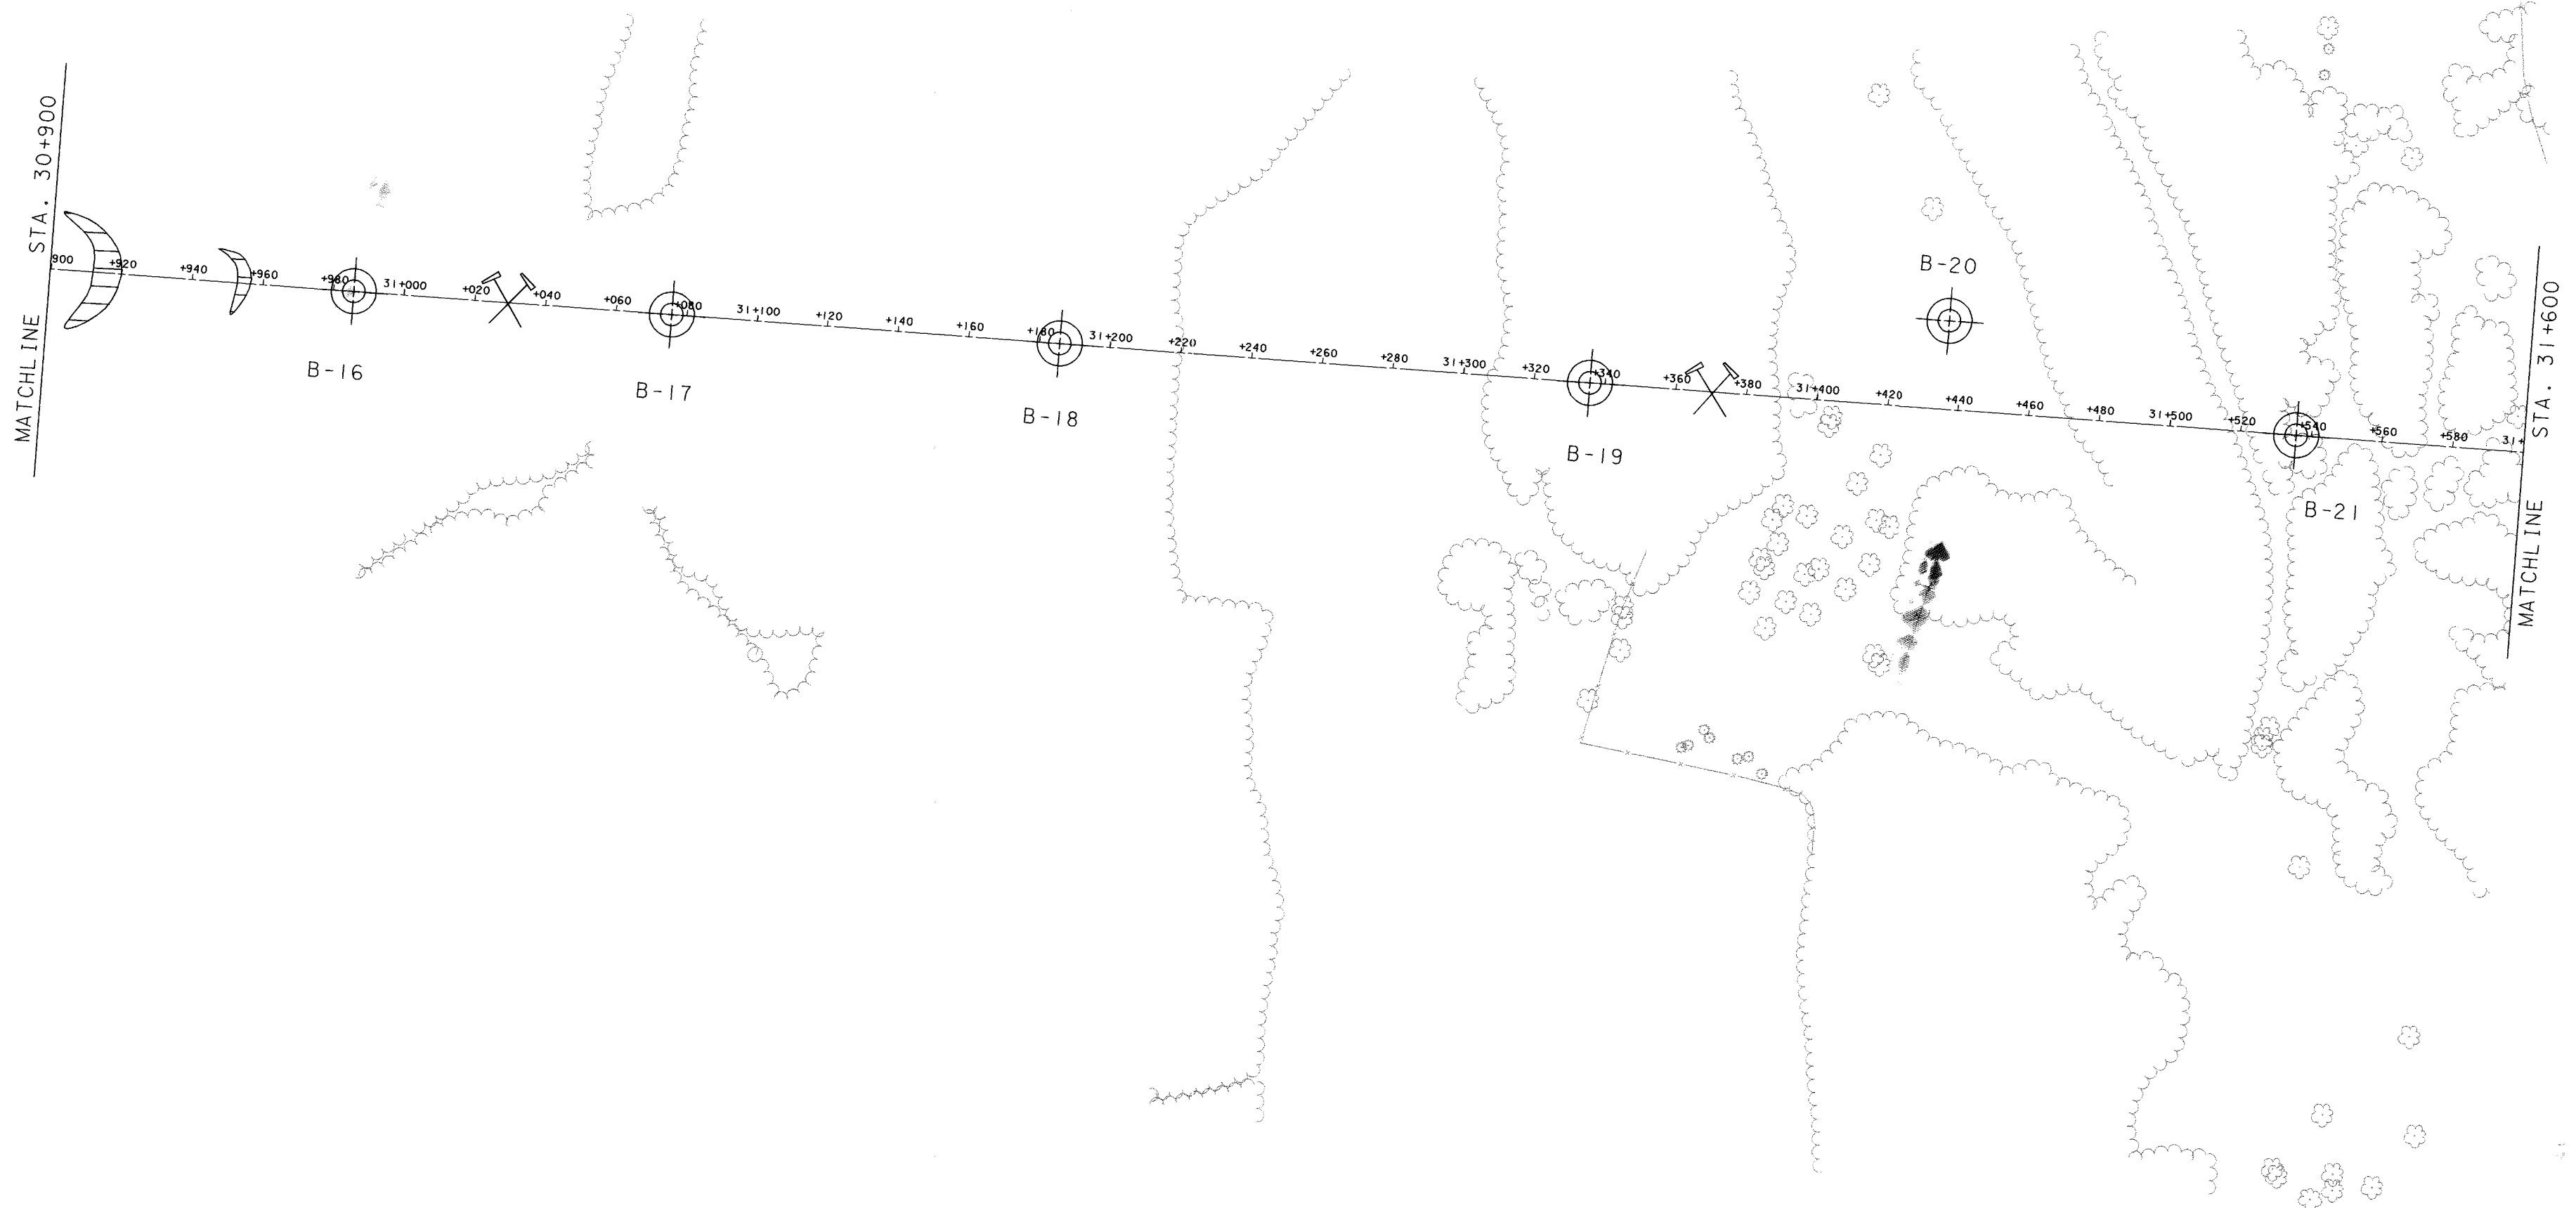 MATCHLINE STA. 30+900
900 +920 +940 +960 +980 31+000 +020 +040 +060 +080 31+100 +120 +140 +160 +180 31+200 +220 +240 +260 +280 31+300 +320 +340 +360 +380 31+400 +420 +440 +460 +480 31+500 +520 +540 +560 +580 31+
B-16
B-17
B-18
B-19
B-20
B-21
MATCHLINE STA. 31+600